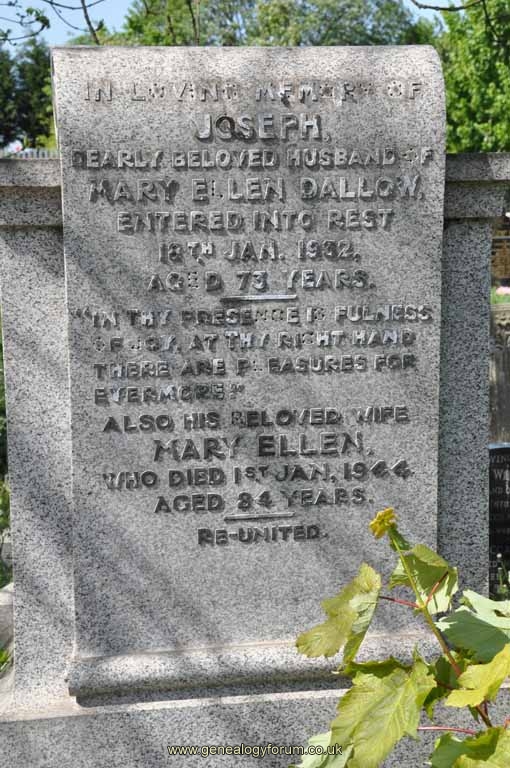 IN LOVING MEMORY OF
JOSEPH,
DEARLY BELOVED HUSBAND OF
MARY ELLEN DALLOW,
ENTERED INTO REST
18TH JAN. 1932,
AGED 73 YEARS.
"IN THY PRESENCE IS FULNESS
OF JOY, AT THY RIGHT HAND
THERE ARE PLEASURES FOR
EVERMORE."
ALSO HIS BELOVED WIFE
MARY ELLEN,
WHO DIED 1ST JAN, 1944.
AGED 84 YEARS.
RE-UNITED.
www.genealogyforum.co.uk